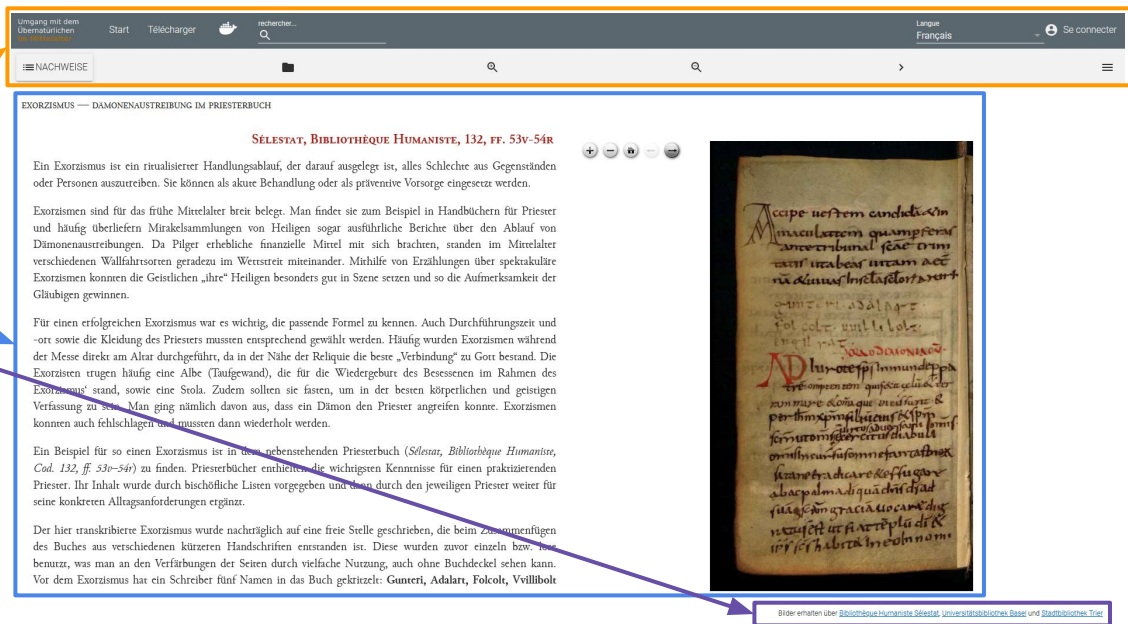 Umgang mit dem
Übernatürlichen
Start Télécharger
rechercher...
Langue
Français
Se connecter
NACHWEISE
EXORZISMUS — DÄMONENAUSTREIBUNG IM PRIESTERBUCH
Sélestat, Bibliothèque Humaniste, 132, ff. 53v-54r
Ein Exorzismus ist ein ritualisierter Handlungsablauf, der darauf ausgelegt ist, alles Schlechte aus Gegenständen
oder Personen auszutreiben. Sie können als akute Behandlung oder als präventive Vorsorge eingesetzt werden.
Exorzismen sind für das frühe Mittelalter breit belegt. Man findet sie zum Beispiel in Handbüchern für Priester
und häufig überliefern Mirakelsammlungen von Heiligen sogar ausführliche Berichte über den Ablauf von
Dämonenaustreibungen. Da Pilger erhebliche finanzielle Mittel mit sich brachten, standen im Mittelalter
verschiedenen Wallfahrtsorten geradezu im Wettstreit miteinander. Mithilfe von Erzählungen über spektakuläre
Exorzismen konnten die Geistlichen „ihre“ Heiligen besonders gut in Szene setzen und so die Aufmerksamkeit der
Gläubigen gewinnen.
Für einen erfolgreichen Exorzismus war es wichtig, die passende Formel zu kennen. Auch Durchführungszeit und
-ort sowie die Kleidung des Priesters mussten entsprechend gewählt werden. Häufig wurden Exorzismen während
der Messe direkt am Altar durchgeführt, da in der Nähe der Reliquie die beste „Verbindung“ zu Gott bestand. Die
Exorzisten trugen häufig eine Albe (Taufgewand), die für die Wiedergeburt des Besessenen im Rahmen des
Exorzismus‘ stand, sowie eine Stola. Zudem sollten sie fasten, um in der besten körperlichen und geistigen
Verfassung zu sein. Man ging nämlich davon aus, dass ein Dämon den Priester angreifen konnte. Exorzismen
konnten auch fehlschlagen und mussten dann wiederholt werden.
Ein Beispiel für so einen Exorzismus ist in dem nebenstehenden Priesterbuch (Sélestat, Bibliothèque Humaniste,
Cod. 132, ff. 53v–54r) zu finden. Priesterbücher enthielten die wichtigsten Kenntnisse für einen praktizierenden
Priester. Ihr Inhalt wurde durch bischöfliche Listen vorgegeben und dann durch den jeweiligen Priester weiter für
seine konkreten Alltagsanforderungen ergänzt.
Der hier transkribierte Exorzismus wurde nachträglich auf eine freie Stelle geschrieben, die beim Zusammenfügen
des Buches aus verschiedenen kürzeren Handschriften entstanden ist. Diese wurden zuvor einzeln bzw. lose
benutzt, was man an den Verfärbungen der Seiten durch vielfache Nutzung, auch ohne Buchdeckel sehen kann.
Vor dem Exorzismus hat ein Schreiber fünf Namen in das Buch gekritzelt: Gunteri, Adalart, Folcolt, Vvillibolt
Bilder erhalten über Bibliothèque Humaniste Sélestat, Universitätsbibliothek Basel und Stadtbibliothek Trier